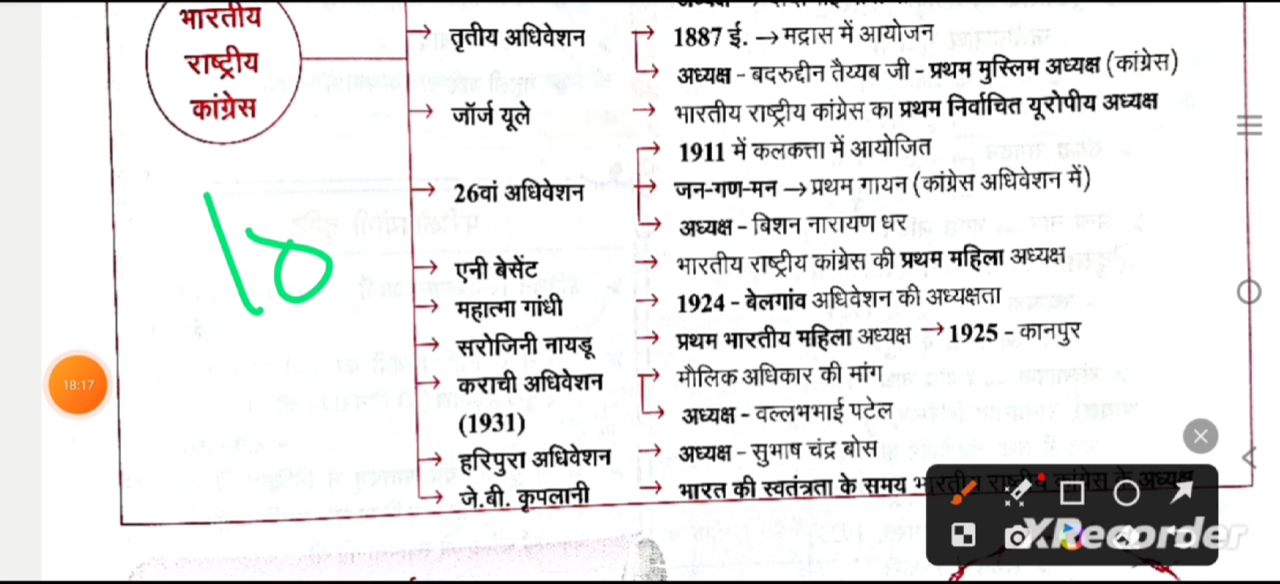 भारतीय
राष्ट्रीय
कांग्रेस
तृतीय अधिवेशन
1887 ई. → मद्रास में आयोजन
अध्यक्ष - बदरुद्दीन तैय्यब जी - प्रथम मुस्लिम अध्यक्ष (कांग्रेस)
जॉर्ज यूले
भारतीय राष्ट्रीय कांग्रेस का प्रथम निर्वाचित यूरोपीय अध्यक्ष
26वां अधिवेशन
1911 में कलकत्ता में आयोजित
जन-गण-मन → प्रथम गायन (कांग्रेस अधिवेशन में)
अध्यक्ष - बिशन नारायण धर
एनी बेसेंट
भारतीय राष्ट्रीय कांग्रेस की प्रथम महिला अध्यक्ष
महात्मा गांधी
1924 - बेलगांव अधिवेशन की अध्यक्षता
सरोजिनी नायडू
प्रथम भारतीय महिला अध्यक्ष → 1925 - कानपुर
कराची अधिवेशन
(1931)
मौलिक अधिकार की मांग
अध्यक्ष - वल्लभभाई पटेल
हरिपुरा अधिवेशन
अध्यक्ष - सुभाष चंद्र बोस
जे.बी. कृपलानी
भारत की स्वतंत्रता के समय भारतीय राष्ट्रीय कांग्रेस के अध्यक्ष
18:17
XRecorder